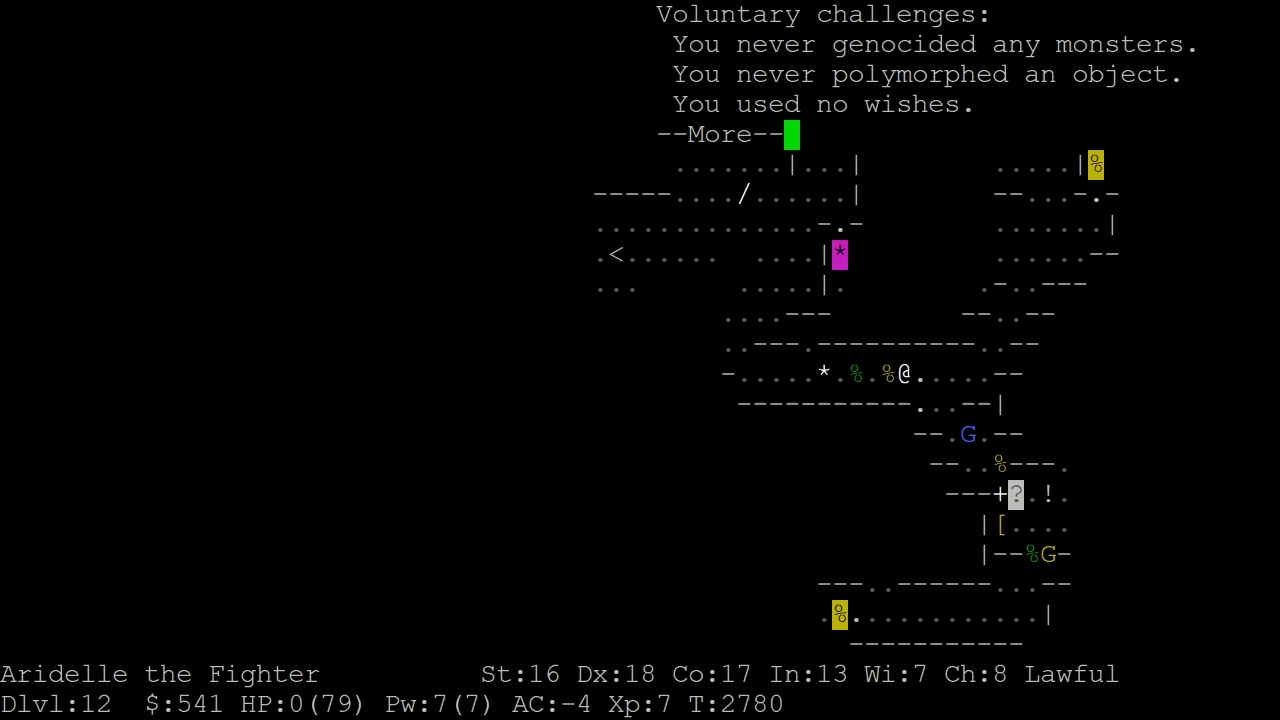 Voluntary challenges:
You never genocided any monsters.
You never polymorphed an object.
You used no wishes.
--More--
.......|...| .....|%
-----..../......| --...-.-
..............-.- .......|
.<...... ....|* ......--
... .....|. .-..---
....--- --..--
..---.----------..--
-.....*.%.%@.....--
-----------...--|
--.G.--
--..%---.
---+?.!.
|[....
|--%G-
---..------...--
.%............|
-----------
Aridelle the Fighter St:16 Dx:18 Co:17 In:13 Wi:7 Ch:8 Lawful
Dlvl:12 $:541 HP:0(79) Pw:7(7) AC:-4 Xp:7 T:2780